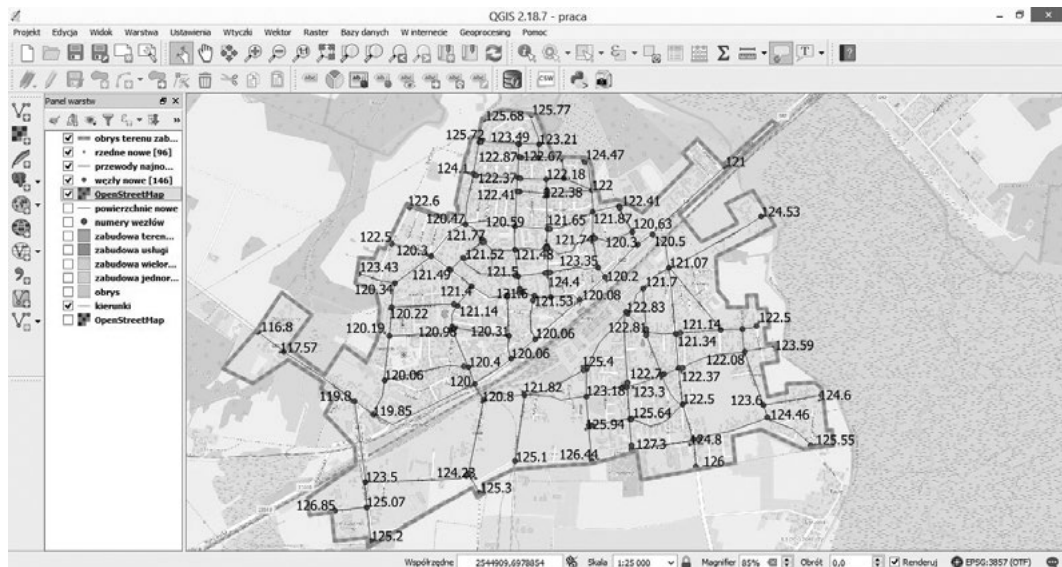 QGIS 2.18.7 - praca
Projekt Edycja Widok Warstwa Ustawienia Wtyczki Wektor Raster Bazy danych W internecie Geoprocesing Pomoc
CSW
Panel warstw
obrys terenu zab...
rzedne nowe [96]
przewody najno...
węzły nowe [146]
OpenStreetMap
powierzchnie nowe
numery wezłów
zabudowa teren...
zabudowa usługi
zabudowa wielor...
zabudowa jednor...
obrys
kierunki
OpenStreetMap
125.77
125.68
125.72 123.49 123.21
122.87 122.67 124.47
124.1 122.37 122.18
122.41 122.38 122
121
122.6 122.41
124.53
120.47 120.59 121.65 121.87 120.63
122.5 121.77 121.74 120.3 120.5
120.3 121.52 121.48
123.43 121.49 121.5 123.35 121.07
120.34 121.4 124.4 120.2 121.7
121.6 121.53 120.08
120.22 121.14 122.83
116.8 120.19 120.98 120.31 120.06 122.81 121.14 122.5
121.34
117.57 120.06 122.08 123.59
120.4 125.4
120.06 120 122.7 122.37
119.8 120.8 121.82 123.18 123.3 122.5 123.6 124.6
119.85 125.94 125.64 124.46
127.3 124.8 125.55
125.1 126.44 126
123.5 124.23
125.3
126.85 125.07
125.2
Współrzędne 2544909,6978854 Skala 1:25 000 Magnifier 85% Obrót 0,0 Renderuj EPSG:3857 (OTF)